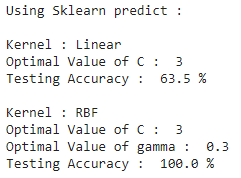 Using Sklearn predict :
Kernel : Linear
Optimal Value of C :  3
Testing Accuracy :  63.5 %
Kernel : RBF
Optimal Value of C :  3
Optimal Value of gamma :  0.3
Testing Accuracy :  100.0 %